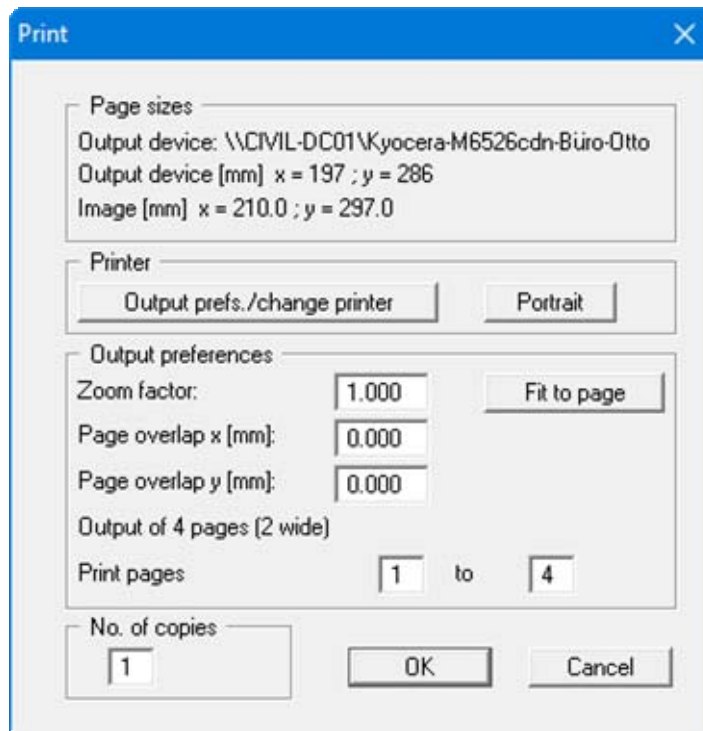 Print
Page sizes
Output device: \\CIVIL-DC01\Kyocera-M6526cdn-Büro-Otto
Output device [mm] x = 197 ; y = 286
Image [mm] x = 210.0 ; y = 297.0
Printer
Output prefs./change printer Portrait
Output preferences
Zoom factor: 1.000 Fit to page
Page overlap x [mm]: 0.000
Page overlap y [mm]: 0.000
Output of 4 pages (2 wide)
Print pages 1 to 4
No. of copies
1 OK Cancel